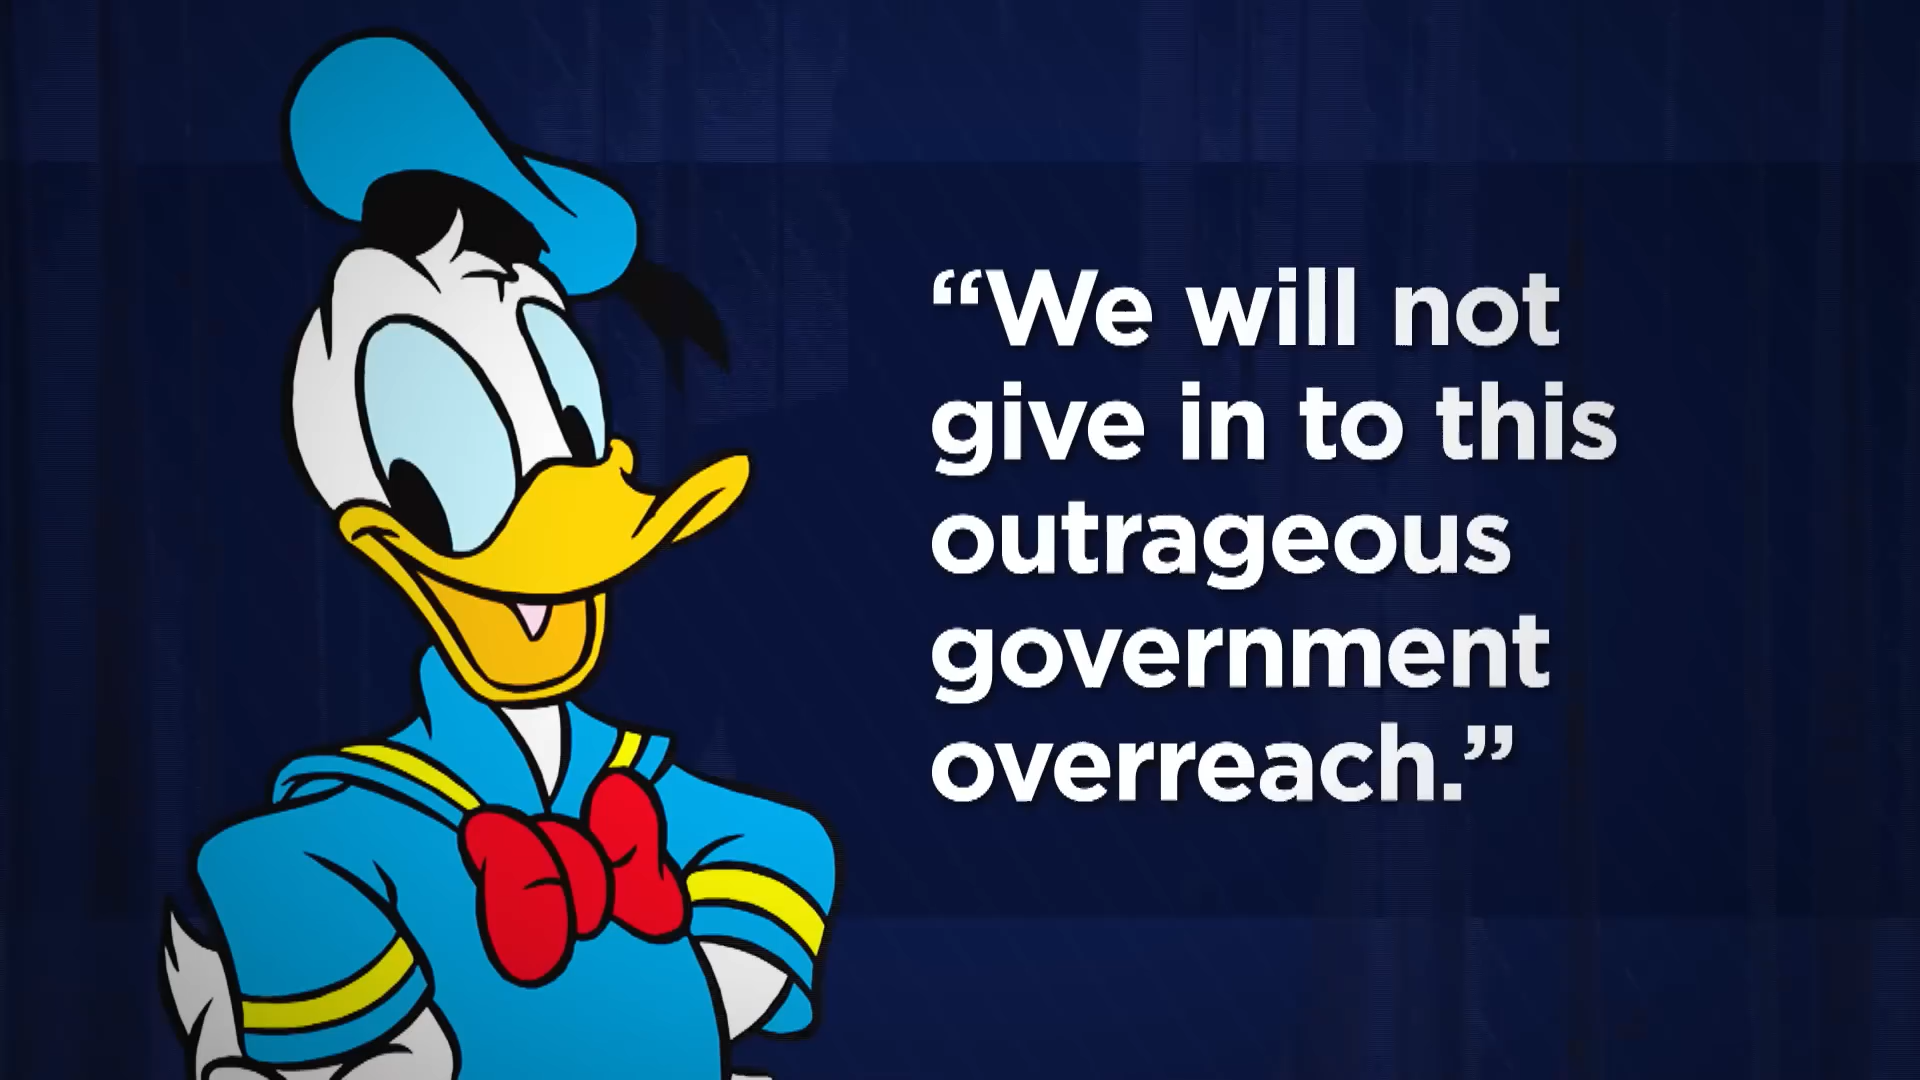 “We will not
give in to this
outrageous
government
overreach.”